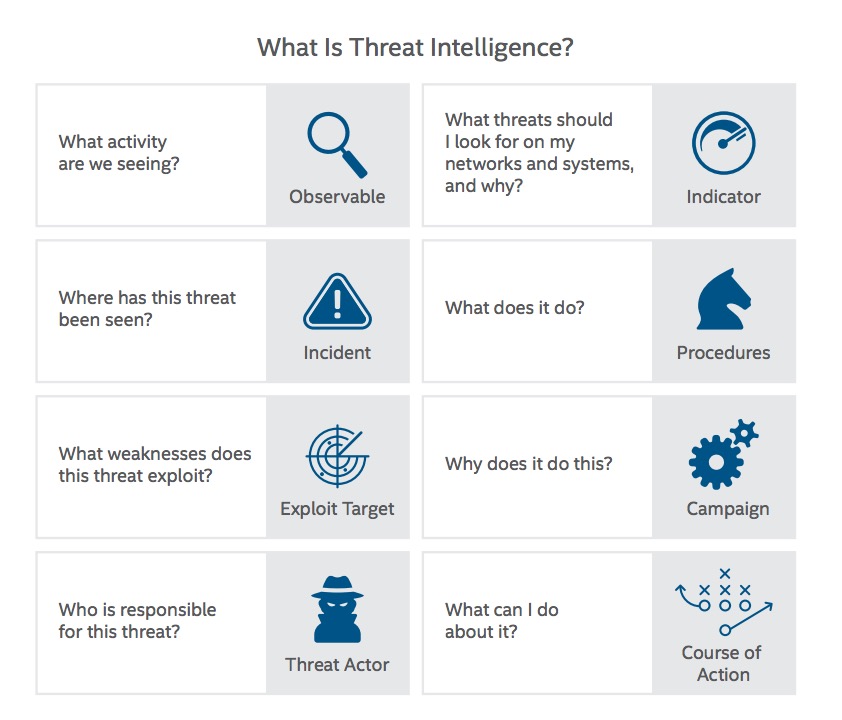 What Is Threat Intelligence?
What activity
are we seeing?
Observable
What threats should
I look for on my
networks and systems,
and why?
Indicator
Where has this threat
been seen?
Incident
What does it do?
Procedures
What weaknesses does
this threat exploit?
Exploit Target
Why does it do this?
Campaign
Who is responsible
for this threat?
Threat Actor
What can I do
about it?
Course of
Action